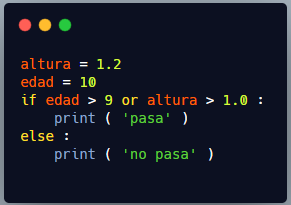 altura = 1.2
edad = 10
if edad > 9 or altura > 1.0 :
    print ( 'pasa' )
else :
    print ( 'no pasa' )